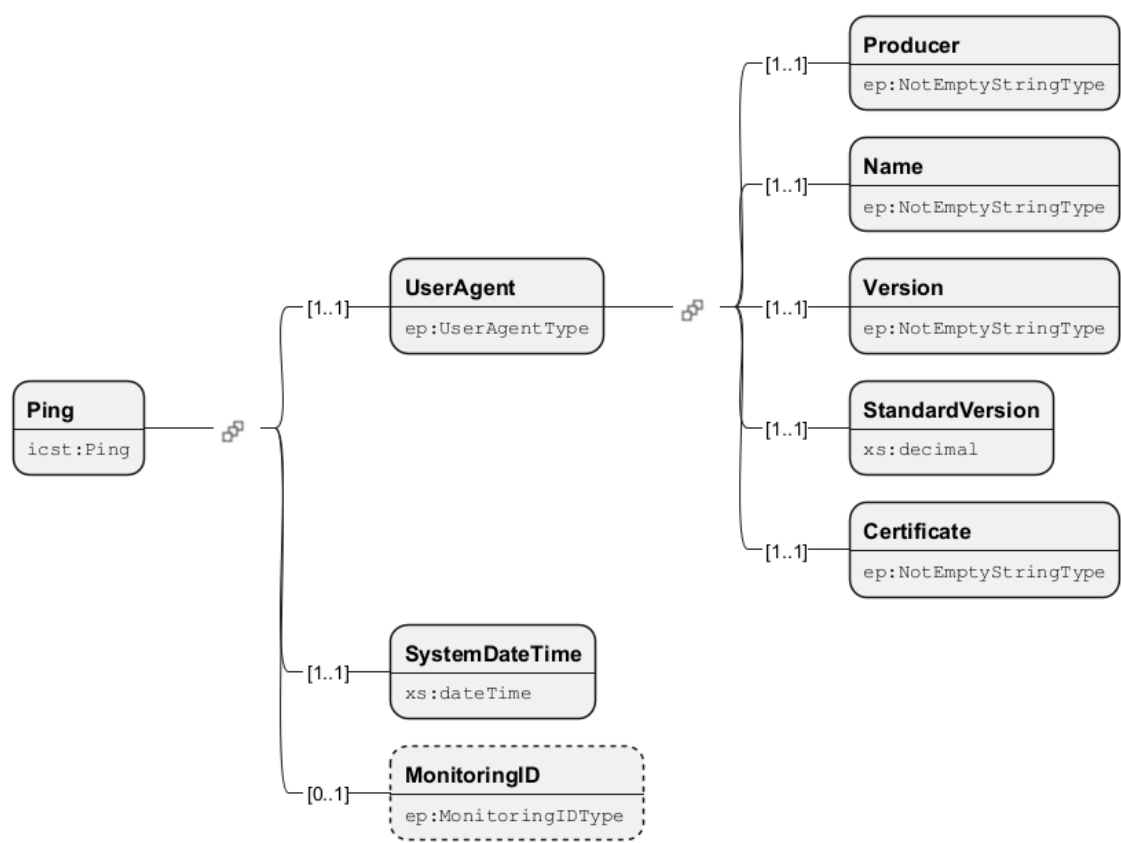 Producer
[1..1]
ep:NotEmptyStringType
Name
[1..1]
ep:NotEmptyStringType
UserAgent
[1..1]
ep:UserAgentType
Version
[1..1]
ep:NotEmptyStringType
Ping
icst:Ping
StandardVersion
[1..1]
xs:decimal
Certificate
[1..1]
ep:NotEmptyStringType
SystemDateTime
[1..1]
xs:dateTime
MonitoringID
[0..1]
ep:MonitoringIDType